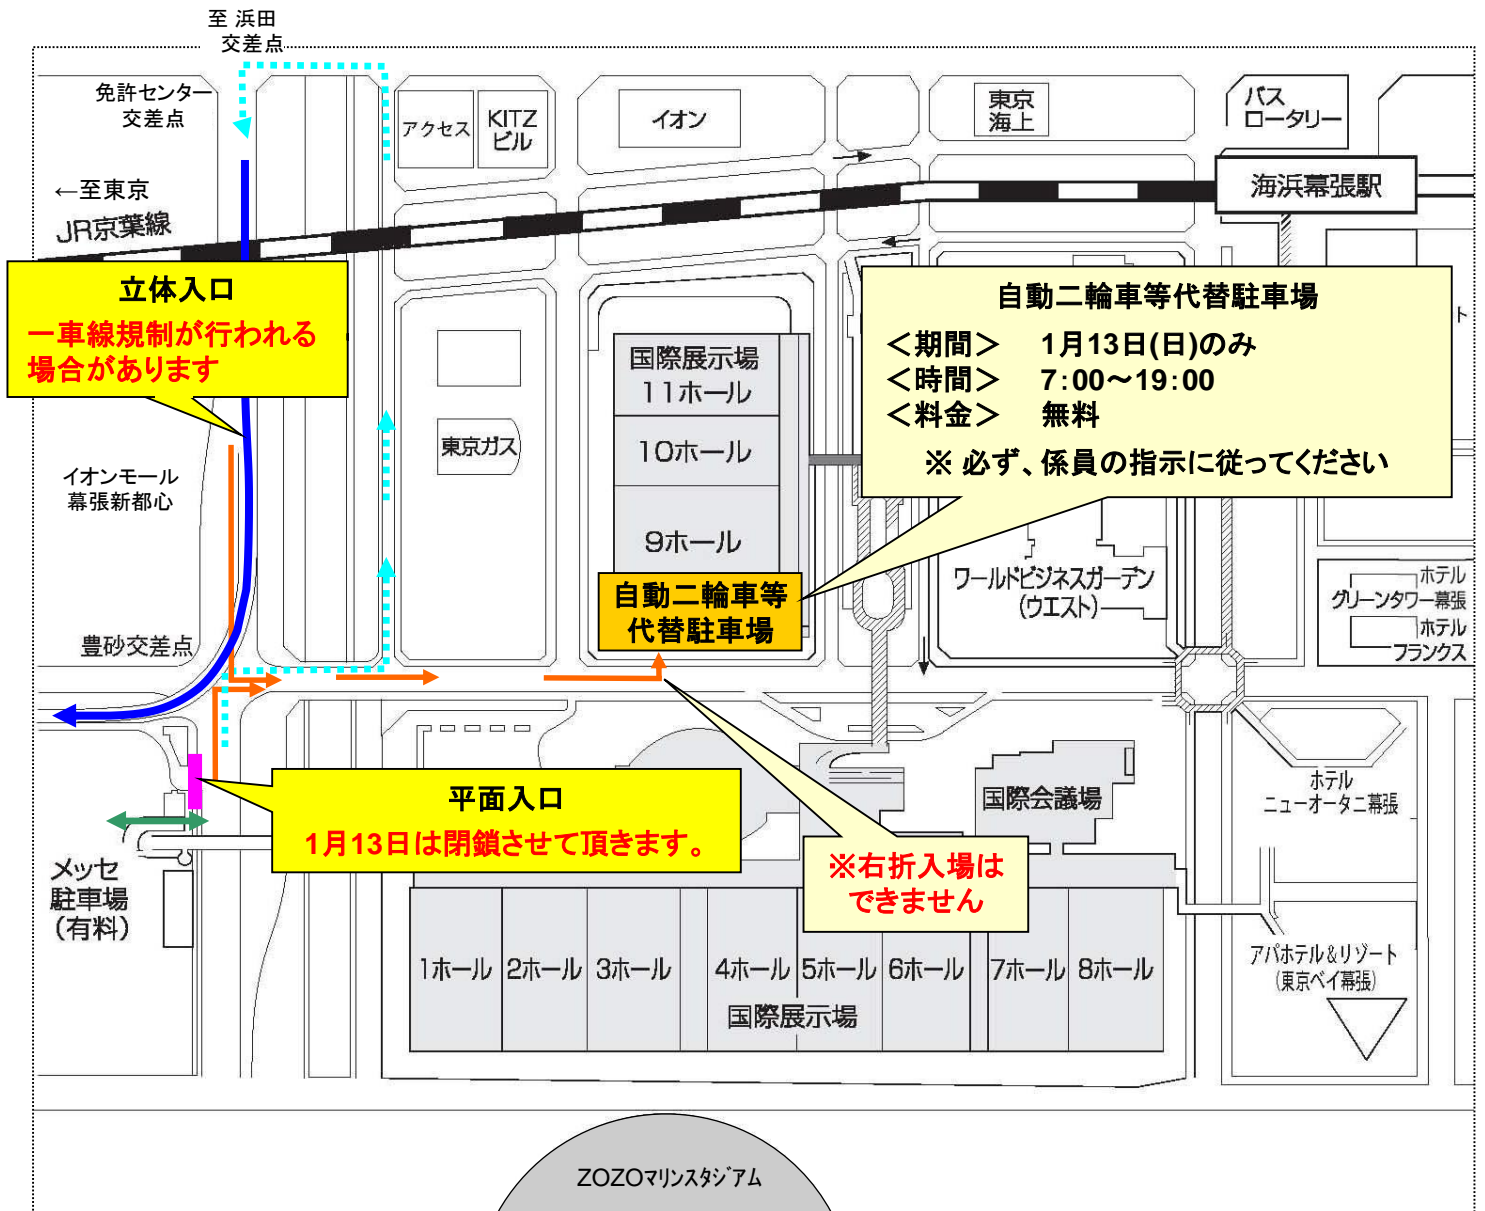 至 浜田
交差点
免許センター
交差点
アクセス
KITZ
ビル
イオン
東京
海上
バス
ロータリー
←至東京
JR京葉線
海浜幕張駅
立体入口
一車線規制が行われる
場合があります
国際展示場
11ホール
10ホール
9ホール
自動二輪車等代替駐車場
＜期間＞ 1月13日(日)のみ
＜時間＞ 7：00～19：00
＜料金＞ 無料
※ 必ず、係員の指示に従ってください
ト
東京ガス
イオンモール
幕張新都心
自動二輪車等
代替駐車場
ワールドビジネスガーデン
(ウエスト)
ホテル
グリーンタワー幕張
ホテル
フランクス
豊砂交差点
平面入口
1月13日は閉鎖させて頂きます。
国際会議場
ホテル
ニューオータニ幕張
※右折入場は
できません
メッセ
駐車場
(有料)
1ホール
2ホール
3ホール
4ホール
5ホール
6ホール
7ホール
8ホール
国際展示場
アパホテル&リゾート
(東京ベイ幕張)
ZOZOマリンスタジアム